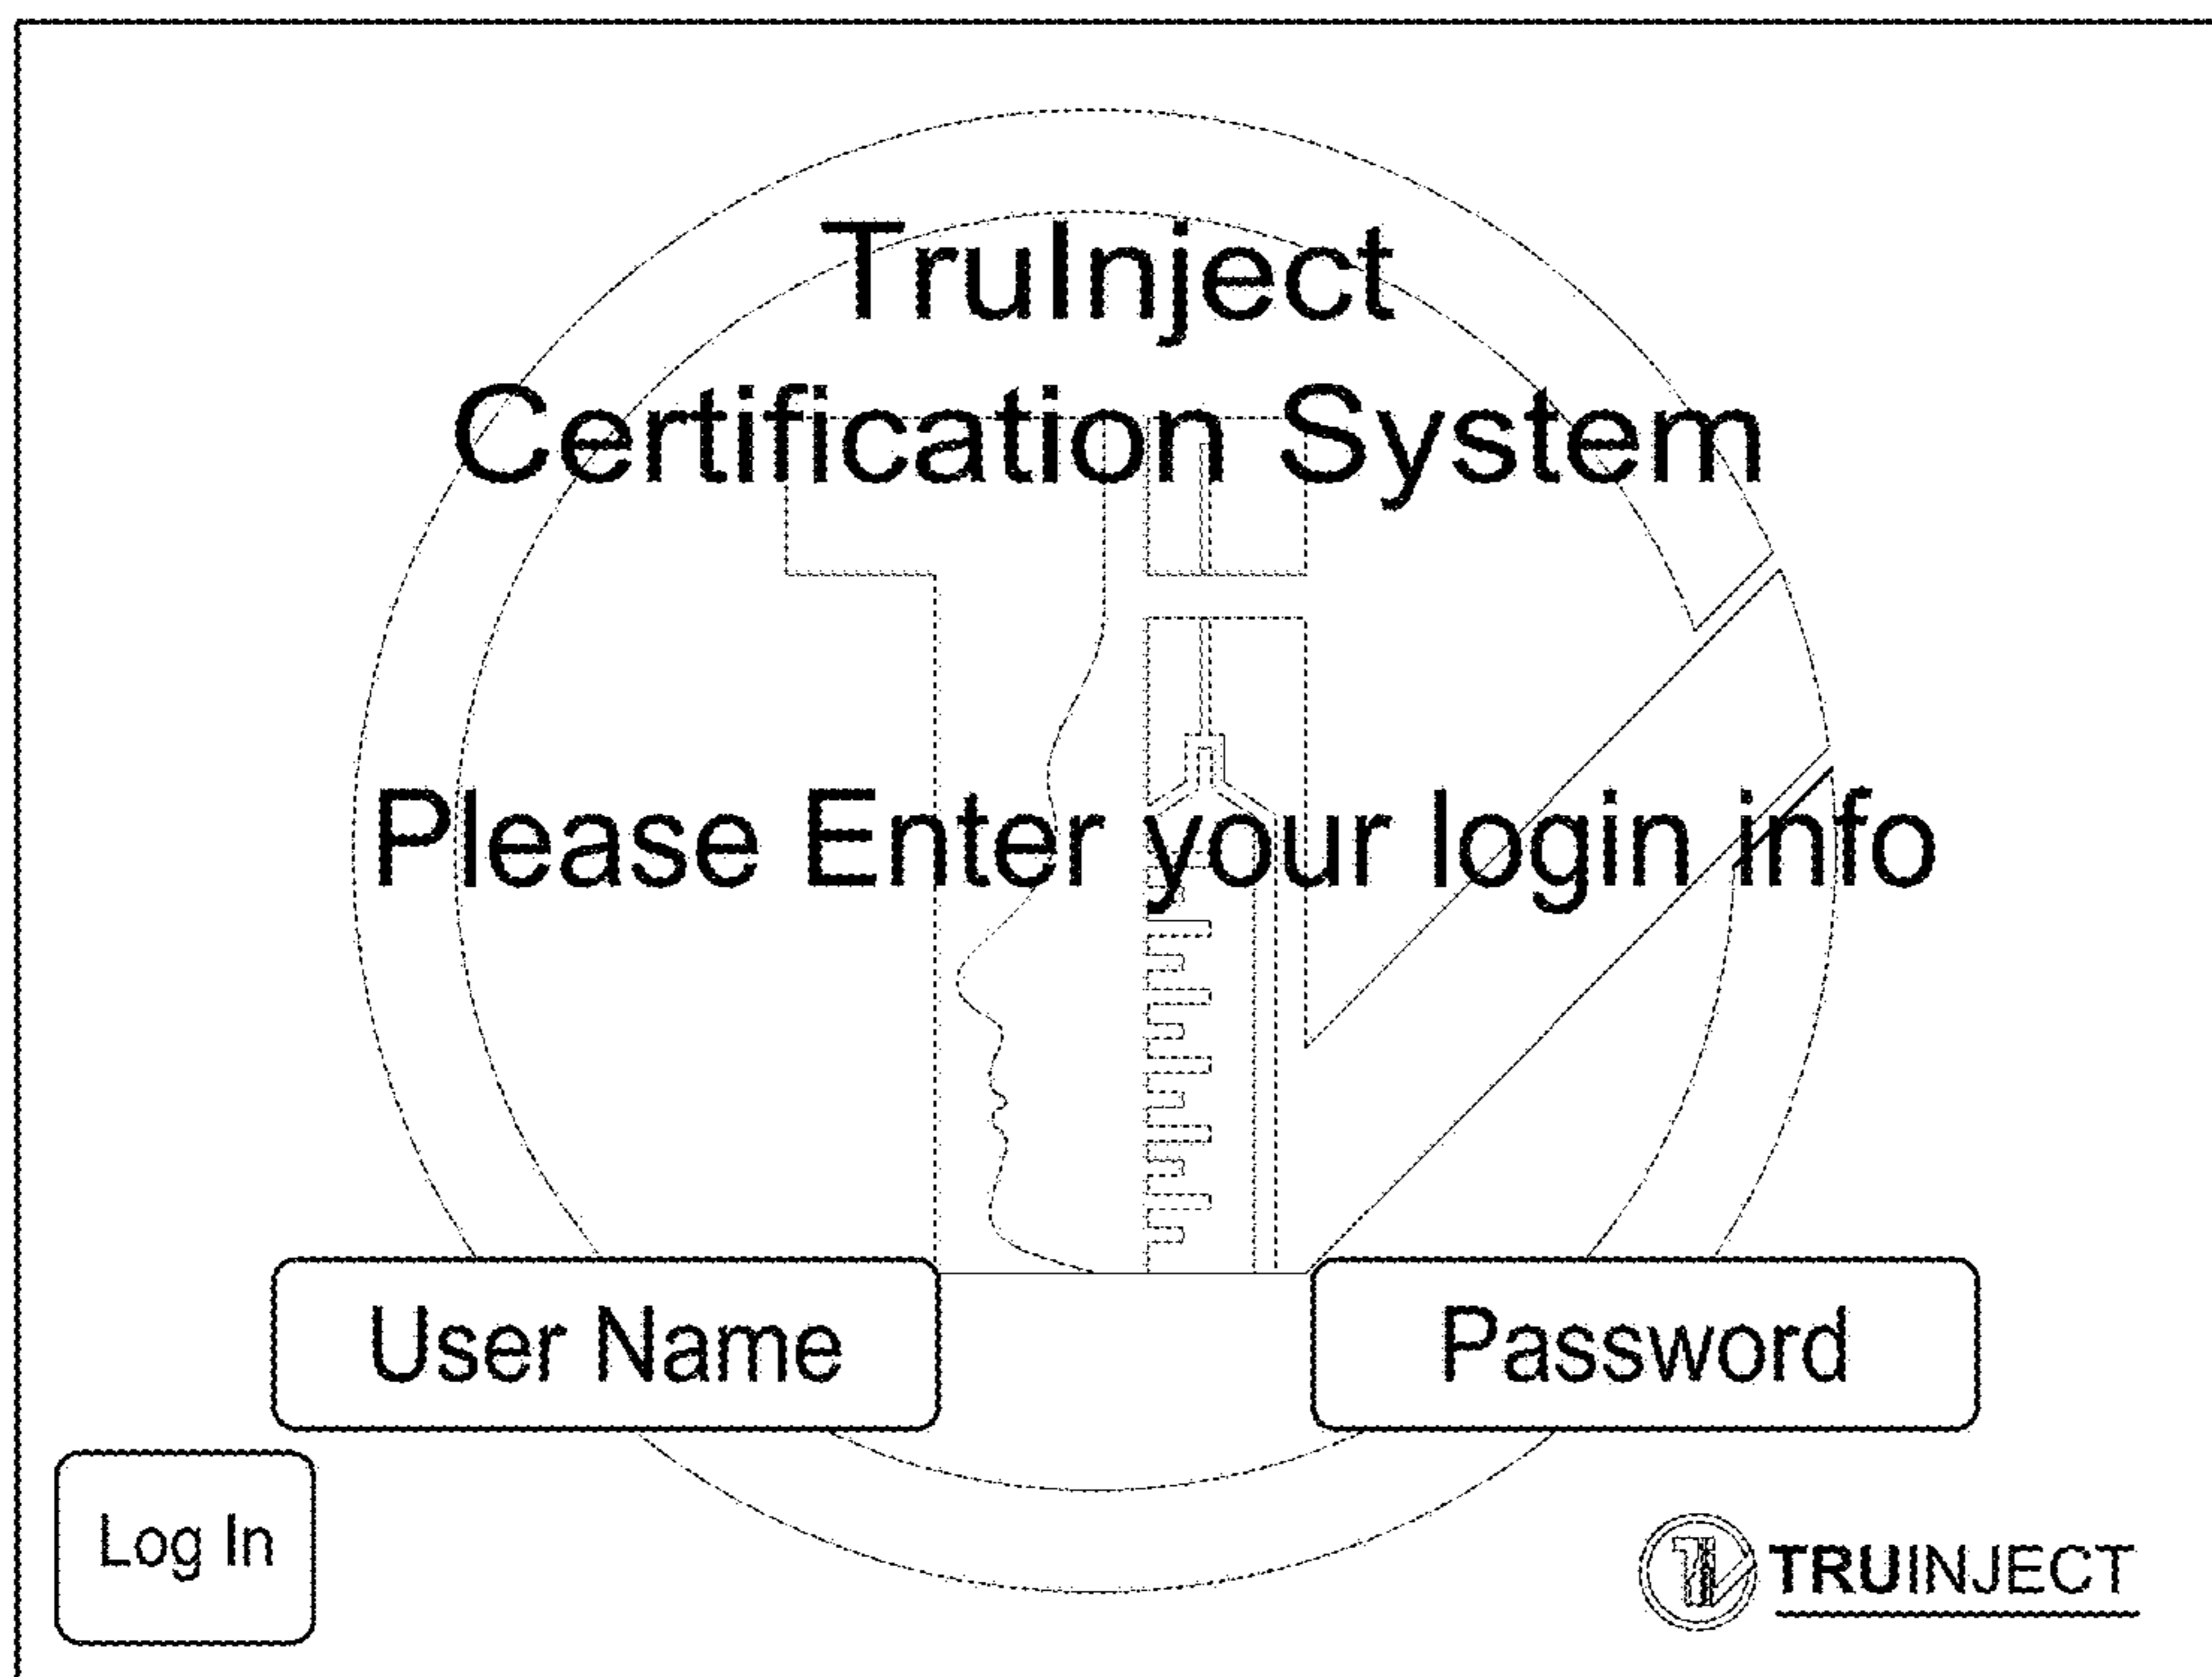 TruInject
Certification System
Please Enter your login info
User Name
Password
Log In
TRUINJECT